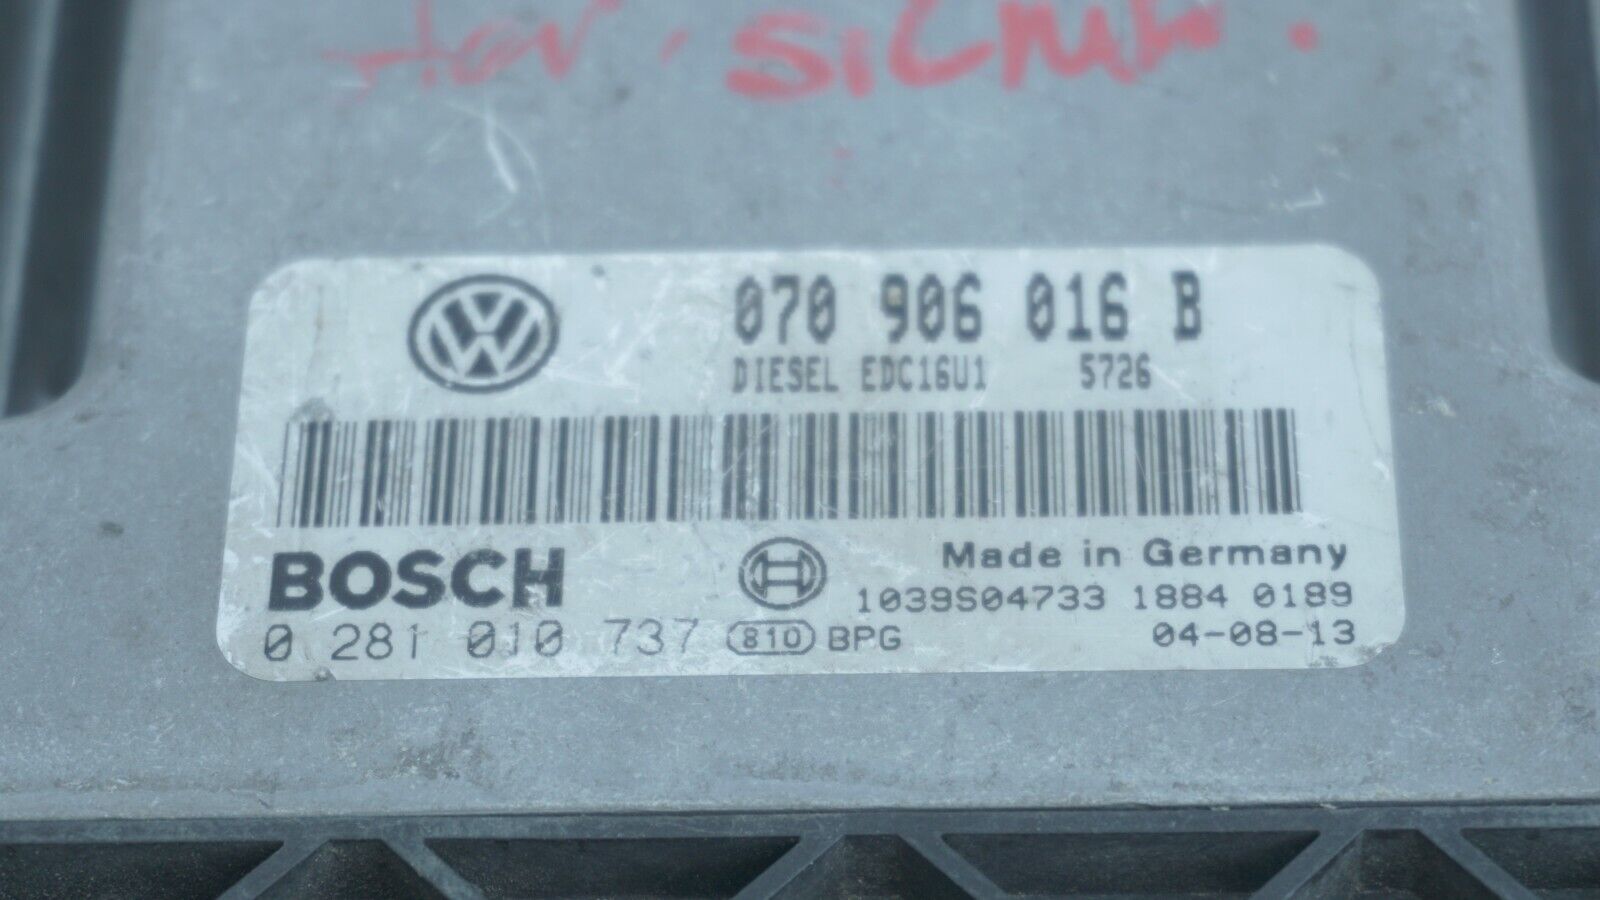 070 906 016 B
DIESEL EDC16U1 5726
BOSCH
Made in Germany
1039S04733 1884 0189
0 281 010 737 810 BPG
04-08-13